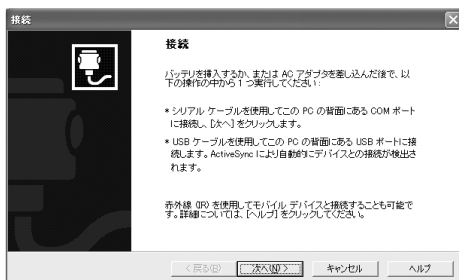 接続
接続
バッテリを挿入するか、または AC アダプタを差し込んだ後で、以
下の操作の中から 1 つ実行してください:
* シリアル ケーブルを使用してこの PC の背面にある COM ポート
に接続し、[次へ] をクリックします。
* USB ケーブルを使用してこの PC の背面にある USB ポートに接
続します。ActiveSync により自動的にデバイスとの接続が検出さ
れます。
赤外線 (IR) を使用してモバイル デバイスと接続することも可能で
す。詳細については、[ヘルプ] をクリックしてください。
< 戻る(B)
次へ(N) >
キャンセル
ヘルプ